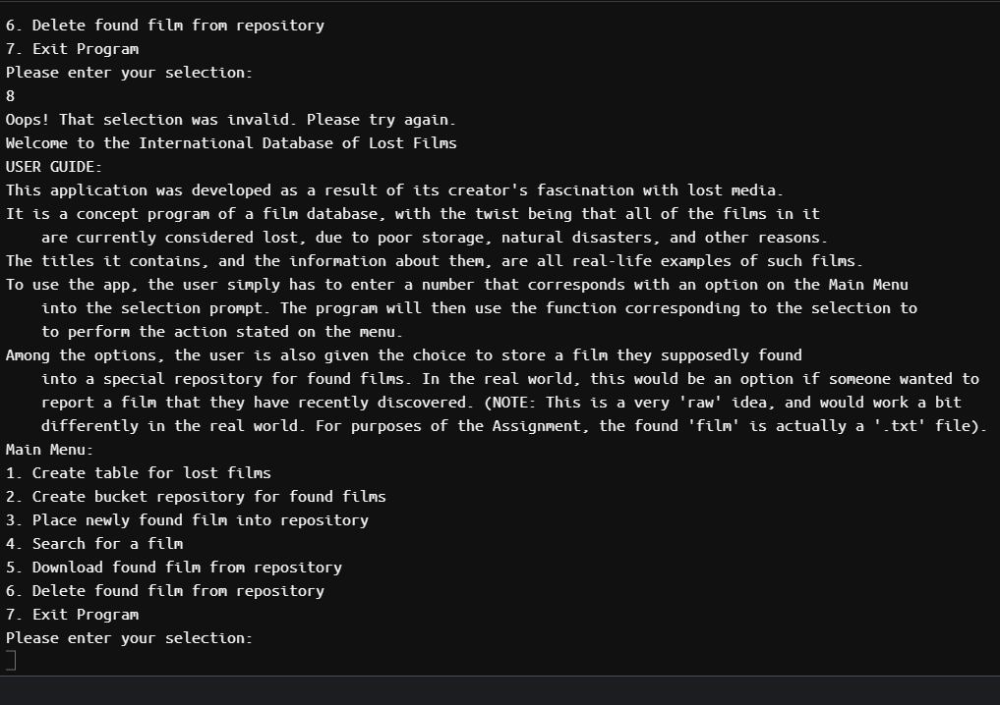 6. Delete found film from repository
7. Exit Program
Please enter your selection:
8
Oops! That selection was invalid. Please try again.
Welcome to the International Database of Lost Films
USER GUIDE:
This application was developed as a result of its creator's fascination with lost media.
It is a concept program of a film database, with the twist being that all of the films in it
    are currently considered lost, due to poor storage, natural disasters, and other reasons.
The titles it contains, and the information about them, are all real-life examples of such films.
To use the app, the user simply has to enter a number that corresponds with an option on the Main Menu
    into the selection prompt. The program will then use the function corresponding to the selection to
    to perform the action stated on the menu.
Among the options, the user is also given the choice to store a film they supposedly found
    into a special repository for found films. In the real world, this would be an option if someone wanted to
    report a film that they have recently discovered. (NOTE: This is a very 'raw' idea, and would work a bit
    differently in the real world. For purposes of the Assignment, the found 'film' is actually a '.txt' file).
Main Menu:
1. Create table for lost films
2. Create bucket repository for found films
3. Place newly found film into repository
4. Search for a film
5. Download found film from repository
6. Delete found film from repository
7. Exit Program
Please enter your selection: